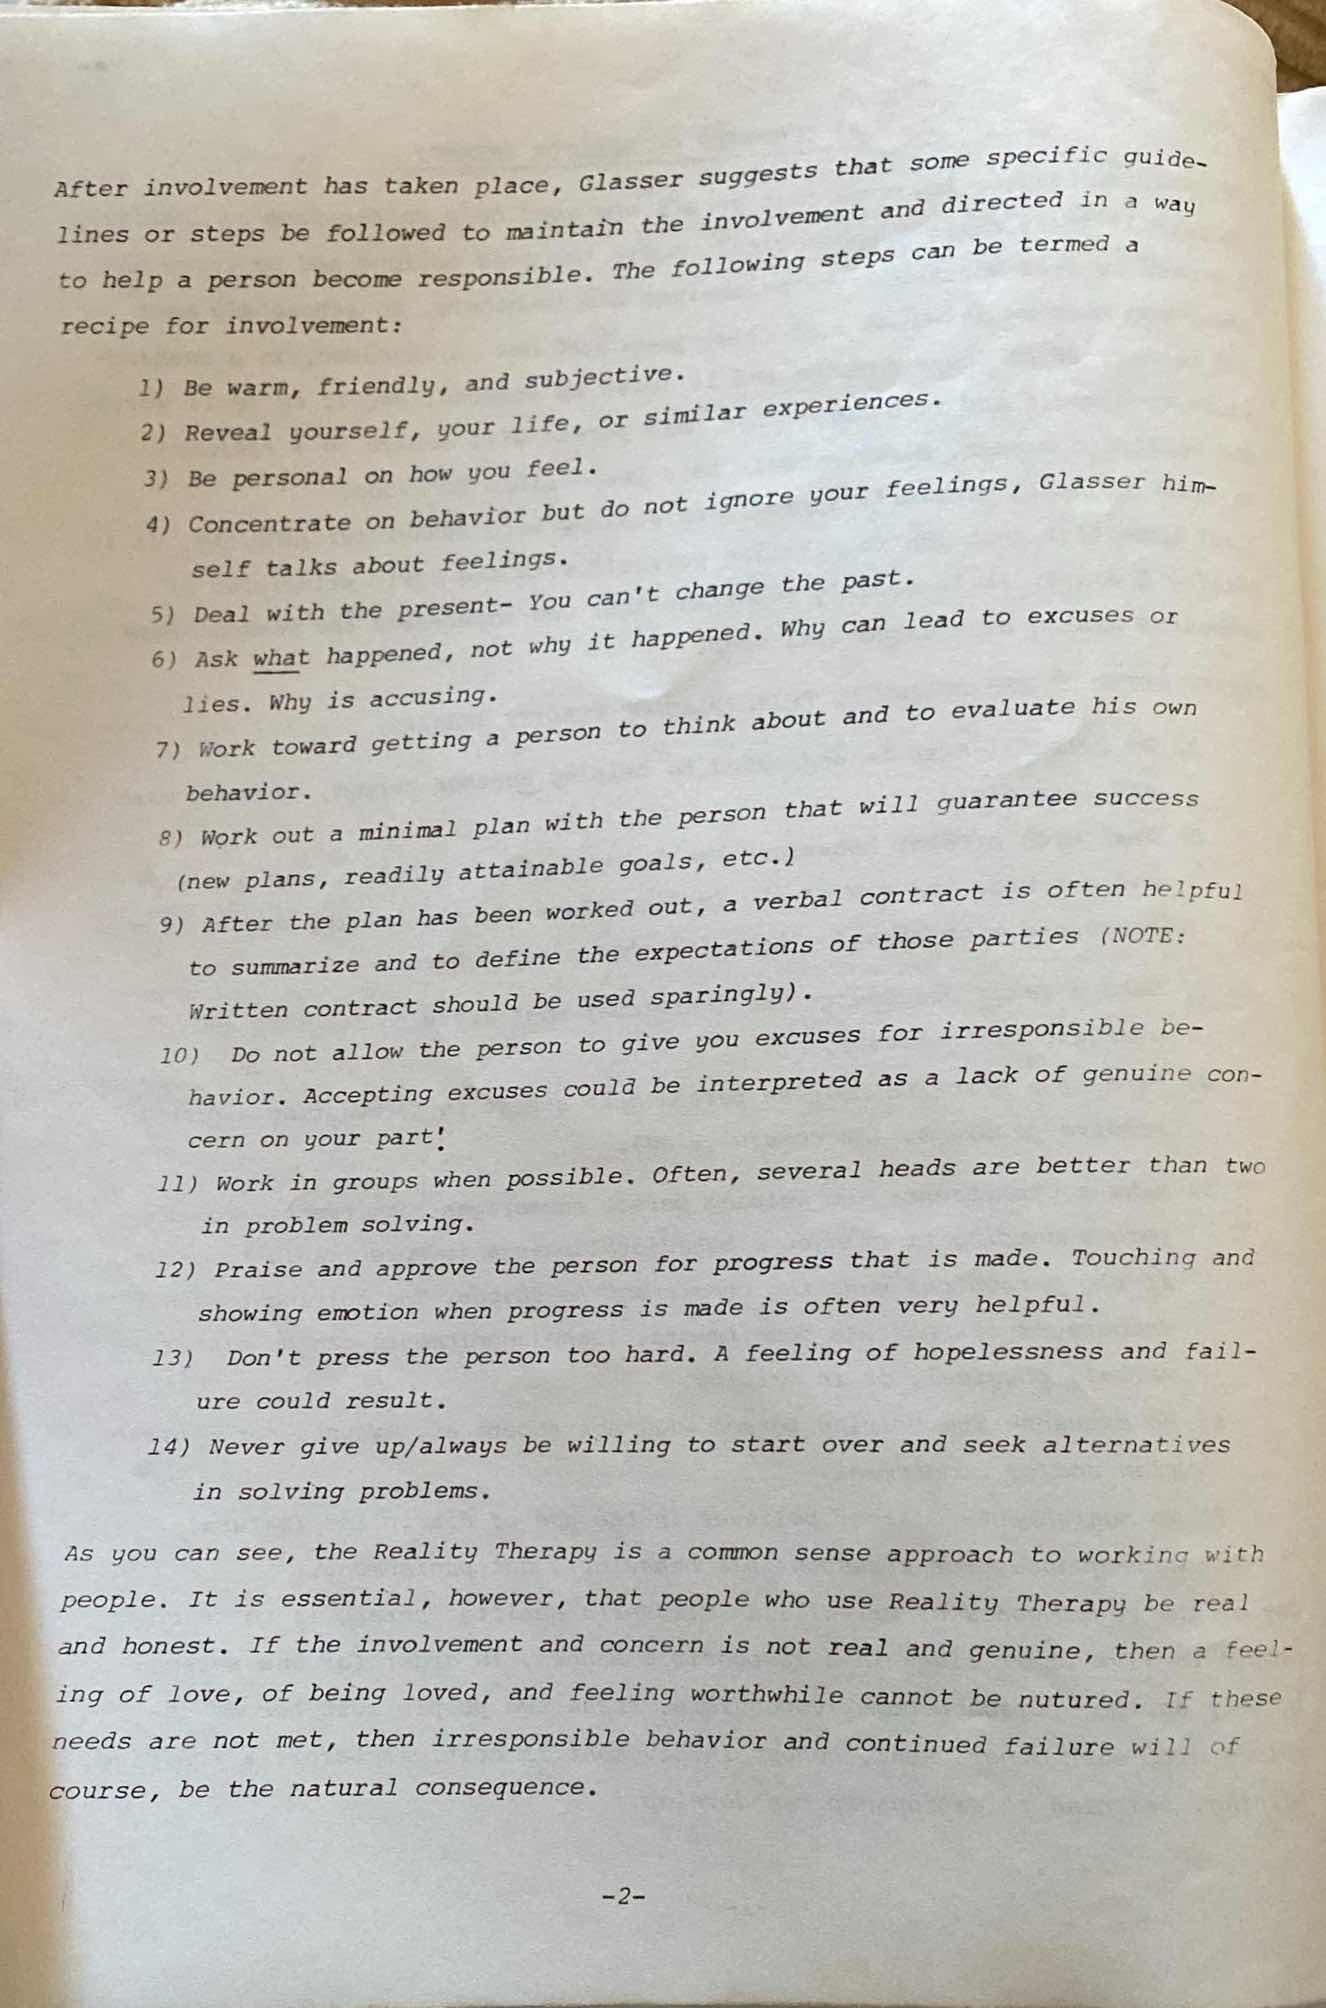 After involvement has taken place, Glasser suggests that some specific guide-
lines or steps be followed to maintain the involvement and directed in a way
to help a person become responsible. The following steps can be termed a
recipe for involvement:
1) Be warm, friendly, and subjective.
2) Reveal yourself, your life, or similar experiences.
3) Be personal on how you feel.
4) Concentrate on behavior but do not ignore your feelings, Glasser him-
self talks about feelings.
5) Deal with the present- You can't change the past.
6) Ask what happened, not why it happened. Why can lead to excuses or
lies. Why is accusing.
7) Work toward getting a person to think about and to evaluate his own
behavior.
8) Work out a minimal plan with the person that will guarantee success
(new plans, readily attainable goals, etc.)
9) After the plan has been worked out, a verbal contract is often helpful
to summarize and to define the expectations of those parties (NOTE:
Written contract should be used sparingly).
10) Do not allow the person to give you excuses for irresponsible be-
havior. Accepting excuses could be interpreted as a lack of genuine con-
cern on your part!
11) Work in groups when possible. Often, several heads are better than two
in problem solving.
12) Praise and approve the person for progress that is made. Touching and
showing emotion when progress is made is often very helpful.
13) Don't press the person too hard. A feeling of hopelessness and fail-
ure could result.
14) Never give up/always be willing to start over and seek alternatives
in solving problems.
As you can see, the Reality Therapy is a common sense approach to working with
people. It is essential, however, that people who use Reality Therapy be real
and honest. If the involvement and concern is not real and genuine, then a feel-
ing of love, of being loved, and feeling worthwhile cannot be nutured. If these
needs are not met, then irresponsible behavior and continued failure will of
course, be the natural consequence.
-2-